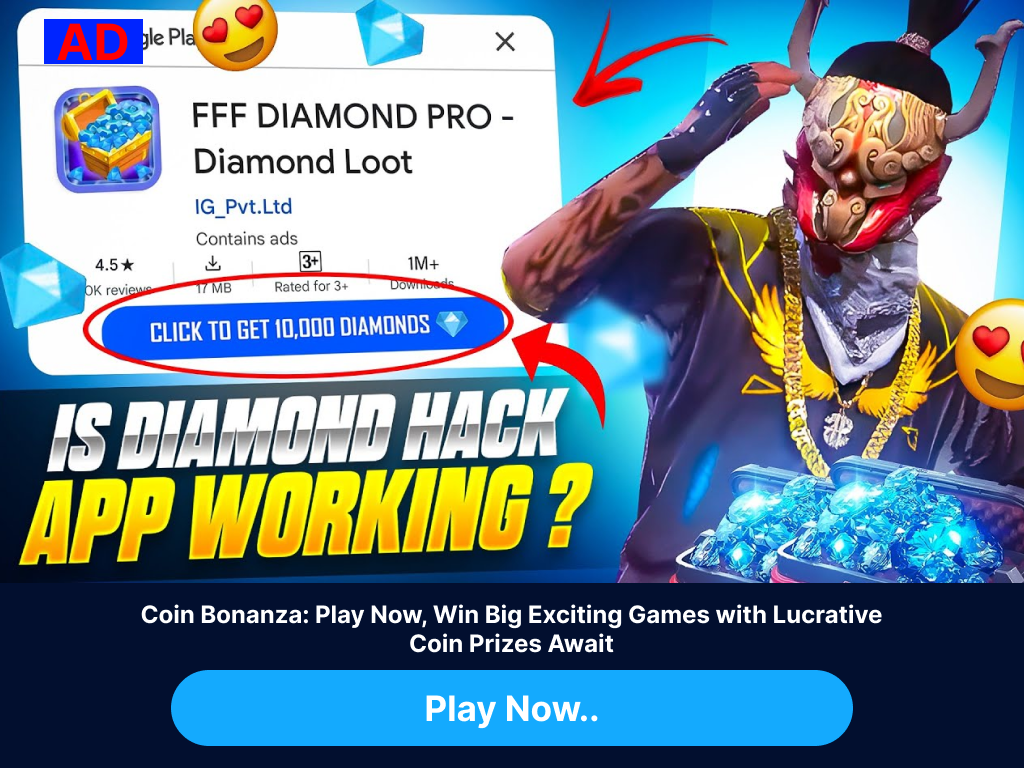 AD
gle Pla
FFF DIAMOND PRO -
Diamond Loot
IG_Pvt.Ltd
Contains ads
4.5★
3+
1M+
0K reviews
17 MB
Rated for 3+
Downloads
CLICK TO GET 10,000 DIAMONDS
IS DIAMOND HACK
APP WORKING ?
Coin Bonanza: Play Now, Win Big Exciting Games with Lucrative
Coin Prizes Await
Play Now..